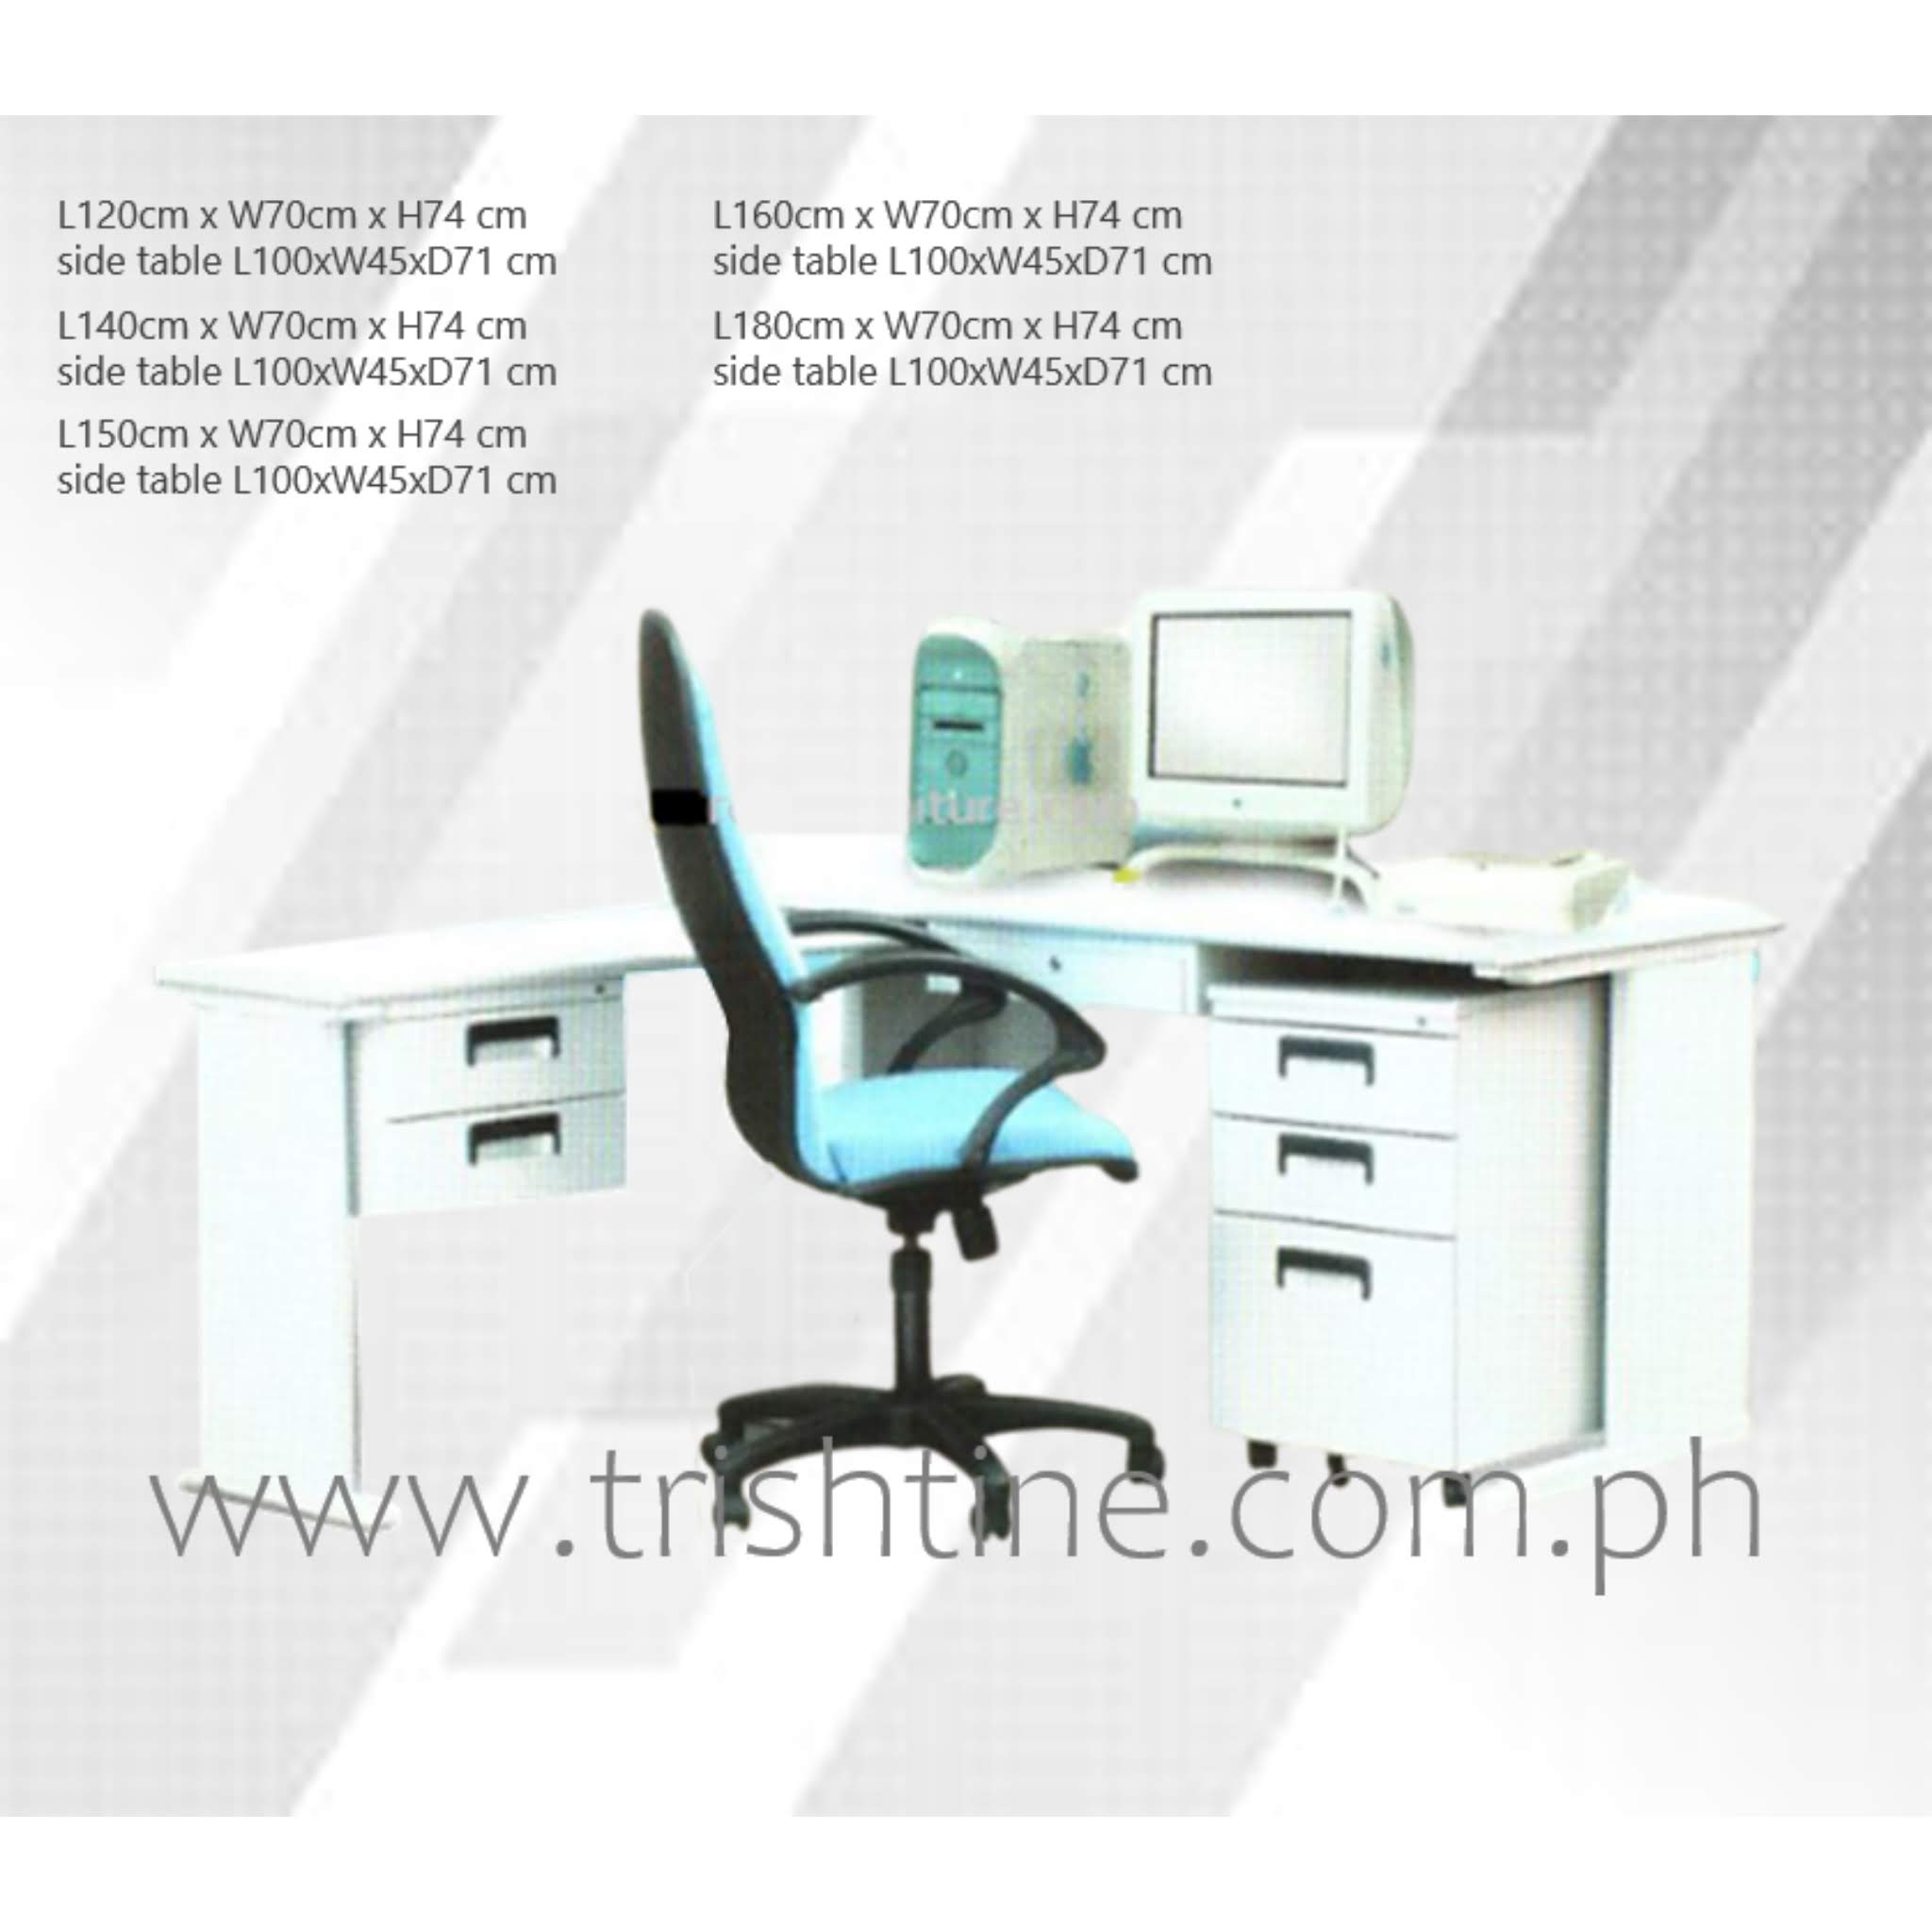 L120cm x W70cm x H74 cm
side table L100xW45xD71 cm
L140cm x W70cm x H74 cm
side table L100xW45xD71 cm
L150cm x W70cm x H74 cm
side table L100xW45xD71 cm
L160cm x W70cm x H74 cm
side table L100xW45xD71 cm
L180cm x W70cm x H74 cm
side table L100xW45xD71 cm
www.trishtine.com.ph